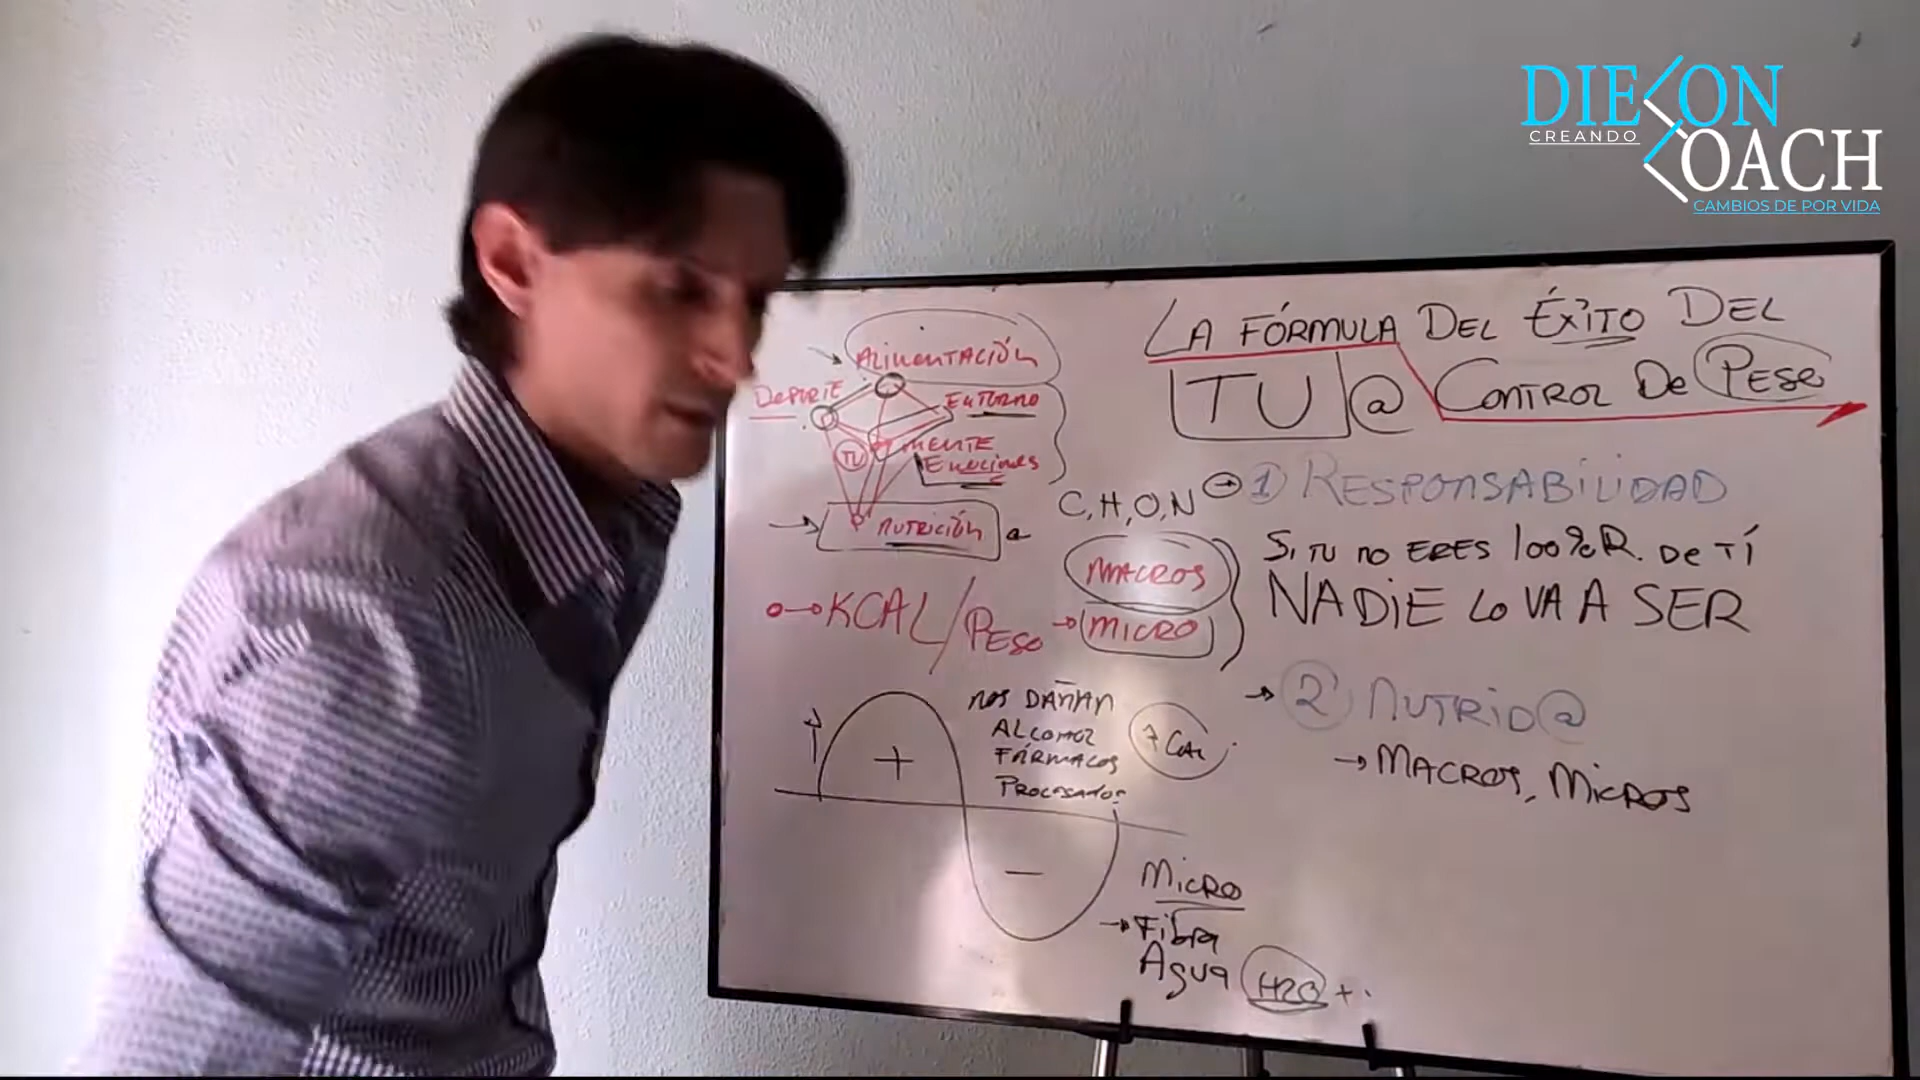 DIETCON
CREANDO
COACH
CAMBIOS DE POR VIDA
LA FÓRMULA DEL ÉXITO DEL
TU @ CONTROL DE PESO
ALIMENTACIÓN
DEPORTE
ENTORNO
TU
MENTE
EMOCIONES
NUTRICIÓN
C, H, O, N
1 RESPONSABILIDAD
SI TU NO ERES 100% R. DE TÍ
NADIE LO VA A SER
MACROS
MICRO
KCAL/PESO
2 NUTRID@
MACROS, MICROS
NOS DAÑAN
ALCOHOL
FÁRMACOS
PROCESADOS
7 CAL
+
-
MICRO
Fibra
Agua H2O +